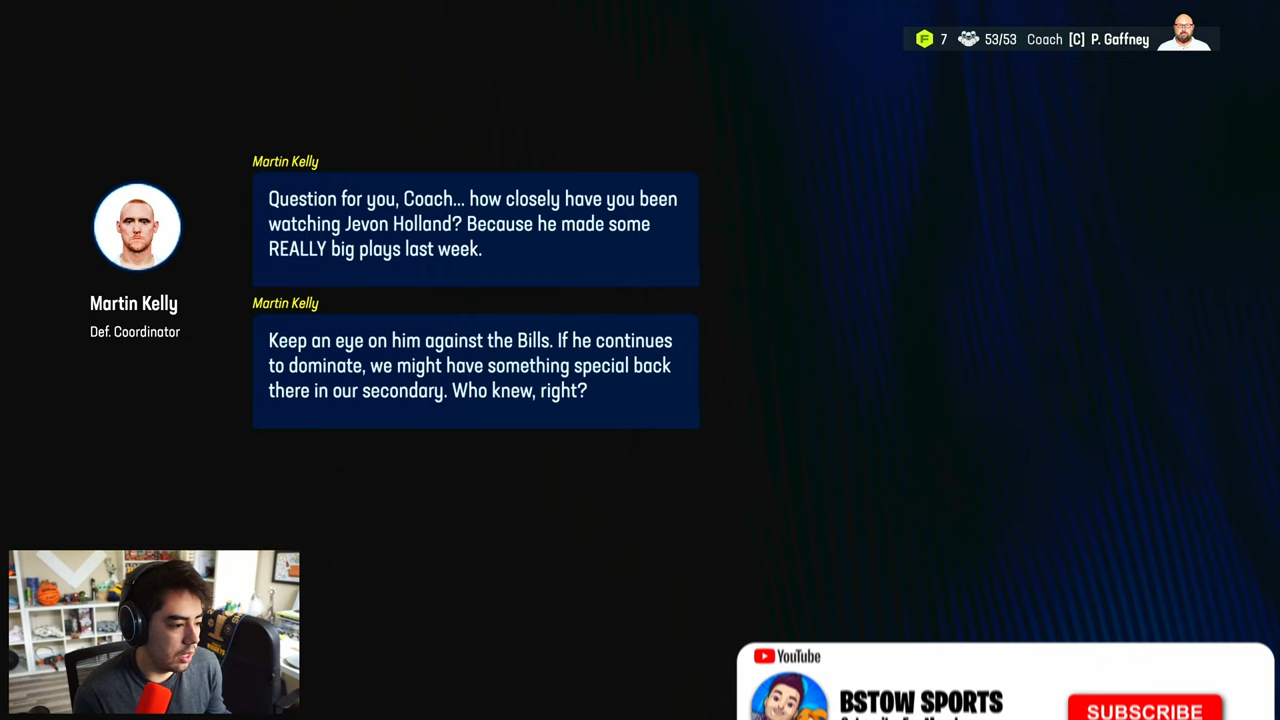 7 53/53 Coach [C] P. Gaffney
Martin Kelly
Question for you, Coach... how closely have you been
watching Jevon Holland? Because he made some
REALLY big plays last week.
Martin Kelly
Def. Coordinator
Martin Kelly
Keep an eye on him against the Bills. If he continues
to dominate, we might have something special back
there in our secondary. Who knew, right?
YouTube
BSTOW SPORTS
SUBSCRIBE